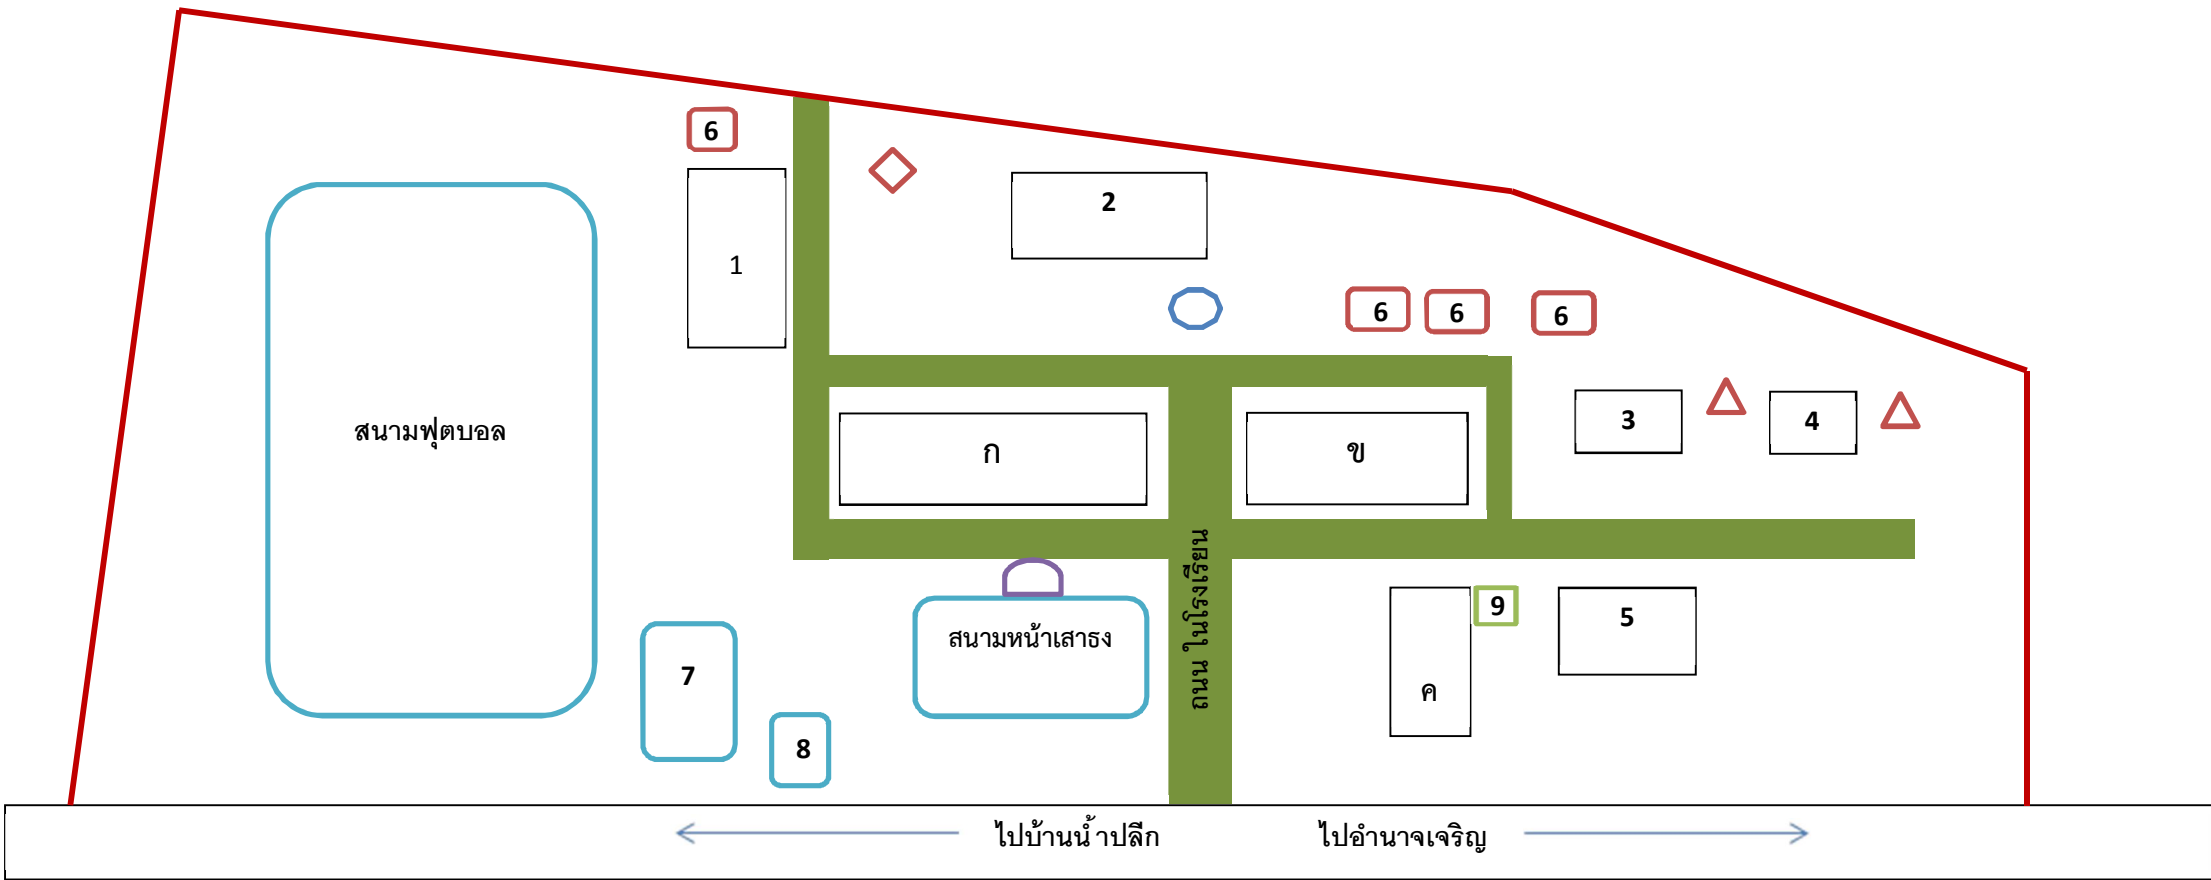 6
2
1
6 6 6
สนามฟุตบอล
ก
ข
3
4
ถนน ในโรงเรียน
9
5
สนามหน้าเสาธง
7
ค
8
ไปบ้านน้ำปลีก ไปอำนาจเจริญ